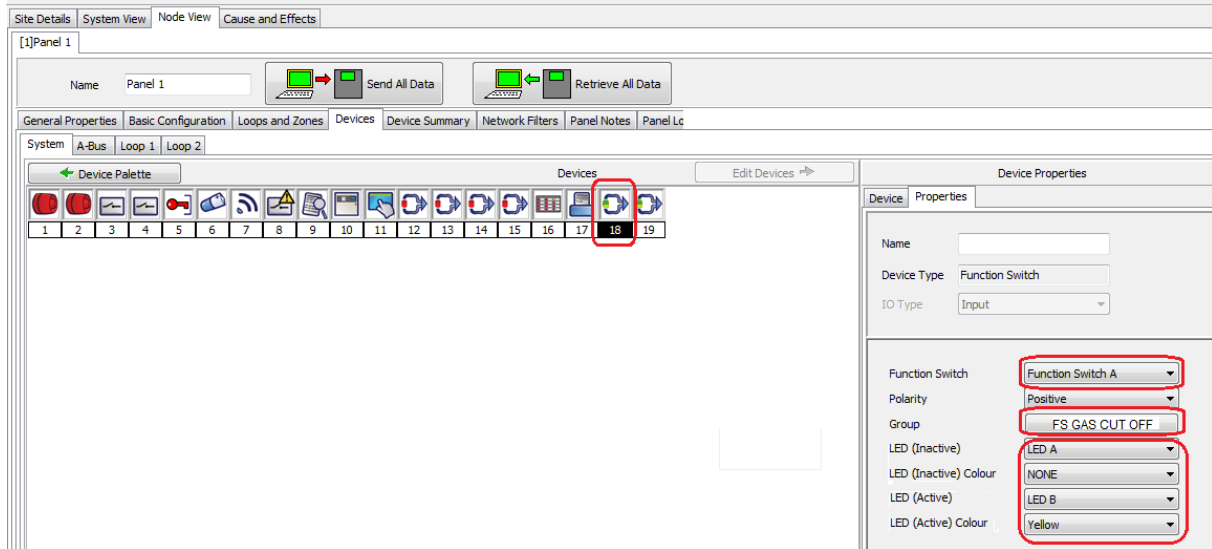 Site Details System View Node View Cause and Effects
[1]Panel 1
Name Panel 1 Send All Data Retrieve All Data
General Properties Basic Configuration Loops and Zones Devices Device Summary Network Filters Panel Notes Panel Lo
System A-Bus Loop 1 Loop 2
Device Palette Devices Edit Devices Device Properties
Device Properties
1 2 3 4 5 6 7 8 9 10 11 12 13 14 15 16 17 18 19
Name
Device Type Function Switch
IO Type Input
Function Switch Function Switch A
Polarity Positive
Group FS GAS CUT OFF
LED (Inactive) LED A
LED (Inactive) Colour NONE
LED (Active) LED B
LED (Active) Colour Yellow